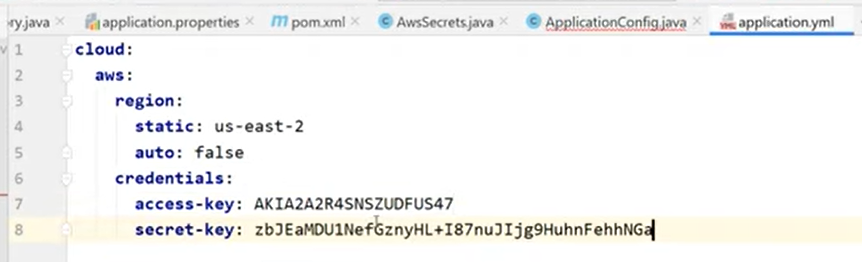 ry.java application.properties pom.xml AwsSecrets.java ApplicationConfig.java application.yml
1 cloud:
2 aws:
3 region:
4 static: us-east-2
5 auto: false
6 credentials:
7 access-key: AKIA2A2R4SNSZUDFUS47
8 secret-key: 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